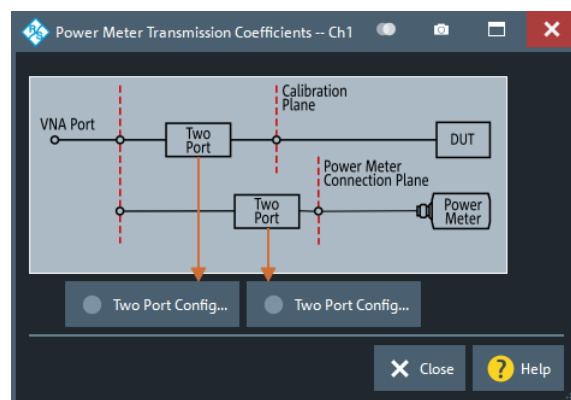 Power Meter Transmission Coefficients -- Ch1
Calibration
Plane
VNA Port
Two
Port
DUT
Power Meter
Connection Plane
Two
Port
Power
Meter
Two Port Config...
Two Port Config...
Close
? Help